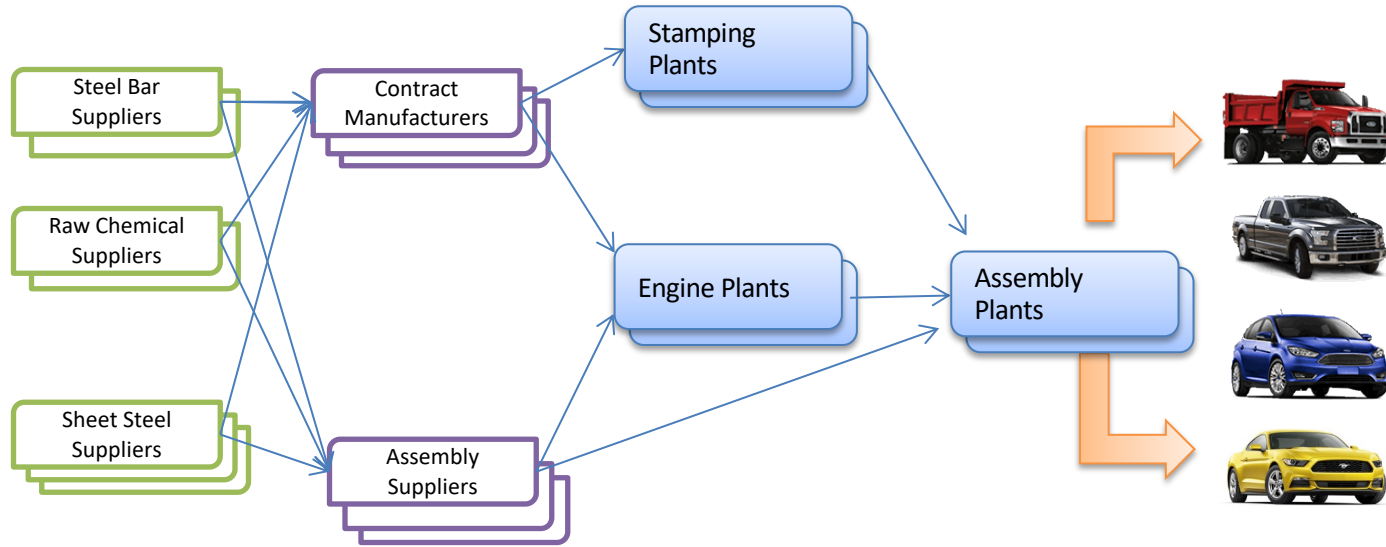 Steel Bar
Suppliers
Contract
Manufacturers
Stamping
Plants
Raw Chemical
Suppliers
Engine Plants
Assembly
Plants
Sheet Steel
Suppliers
Assembly
Suppliers